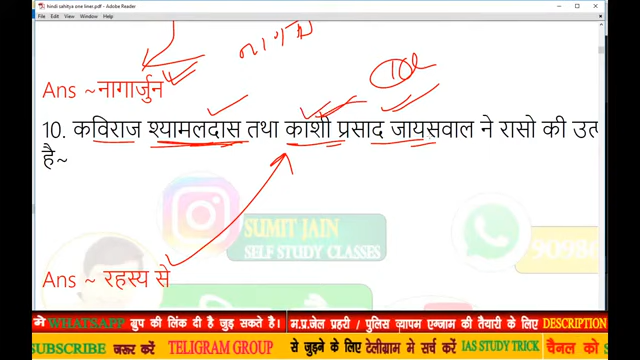 hindi sahitya one liner.pdf - Adobe Reader
File Edit View Window Help
Ans ~नागार्जुन
10. कविराज श्यामलदास तथा काशी प्रसाद जायसवाल ने रासो की उत्
है~
SUMIT JAIN
SELF STUDY CLASSES
9098
Ans ~ रहस्य से
मे WHATSAPP ग्रुप की लिंक दी है जुड़ सकते है। म.प्र.जेल प्रहरी / पुलिस व्यापम एग्जाम की तैयारी के लिए DESCRIPTION
SUBSCRIBE जरूर करें TELIGRAM GROUP से जुड़ने के लिए टेलीग्राम मे सर्च करें IAS STUDY TRICK चैनल को S